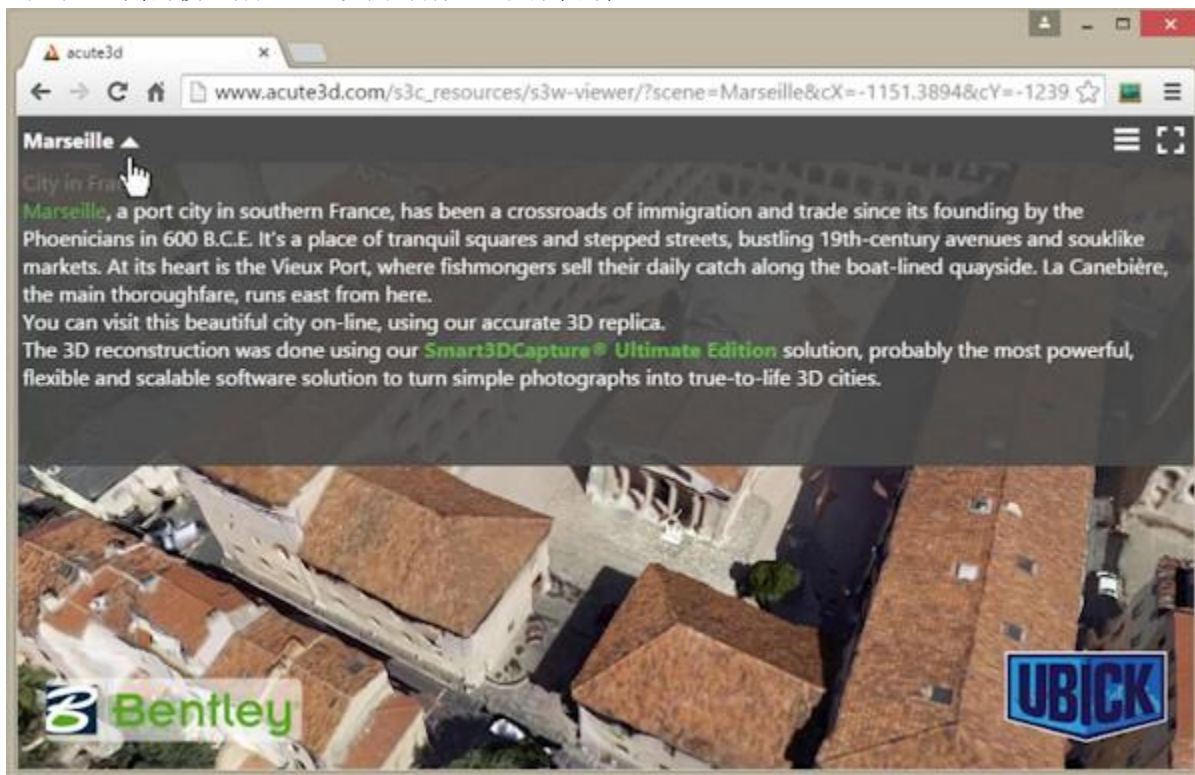 acute3d
www.acute3d.com/s3c_resources/s3w-viewer/?scene=Marseille&cX=-1151.3894&cY=-1239
Marseille
City in Fra
Marseille, a port city in southern France, has been a crossroads of immigration and trade since its founding by the
Phoenicians in 600 B.C.E. It's a place of tranquil squares and stepped streets, bustling 19th-century avenues and souklike
markets. At its heart is the Vieux Port, where fishmongers sell their daily catch along the boat-lined quayside. La Canebière,
the main thoroughfare, runs east from here.
You can visit this beautiful city on-line, using our accurate 3D replica.
The 3D reconstruction was done using our Smart3DCapture® Ultimate Edition solution, probably the most powerful,
flexible and scalable software solution to turn simple photographs into true-to-life 3D cities.
Bentley
UBICK